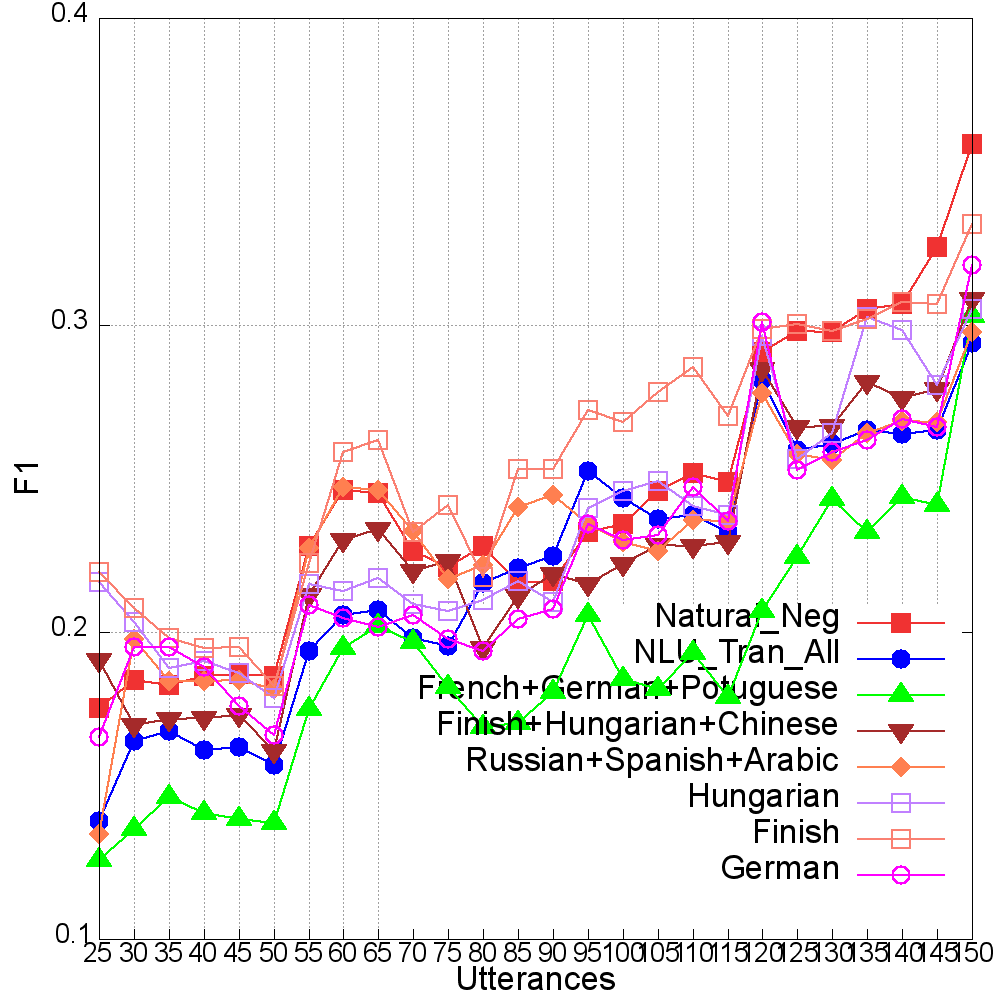 0.4
0.3
0.2
0.1
F1
Natural_Neg
NLU_Tran_All
French+German+Potuguese
Finish+Hungarian+Chinese
Russian+Spanish+Arabic
Hungarian
Finish
German
25 30 35 40 45 50 55 60 65 70 75 80 85 90 95 100 105 110 115 120 125 130 135 140 145 150
Utterances